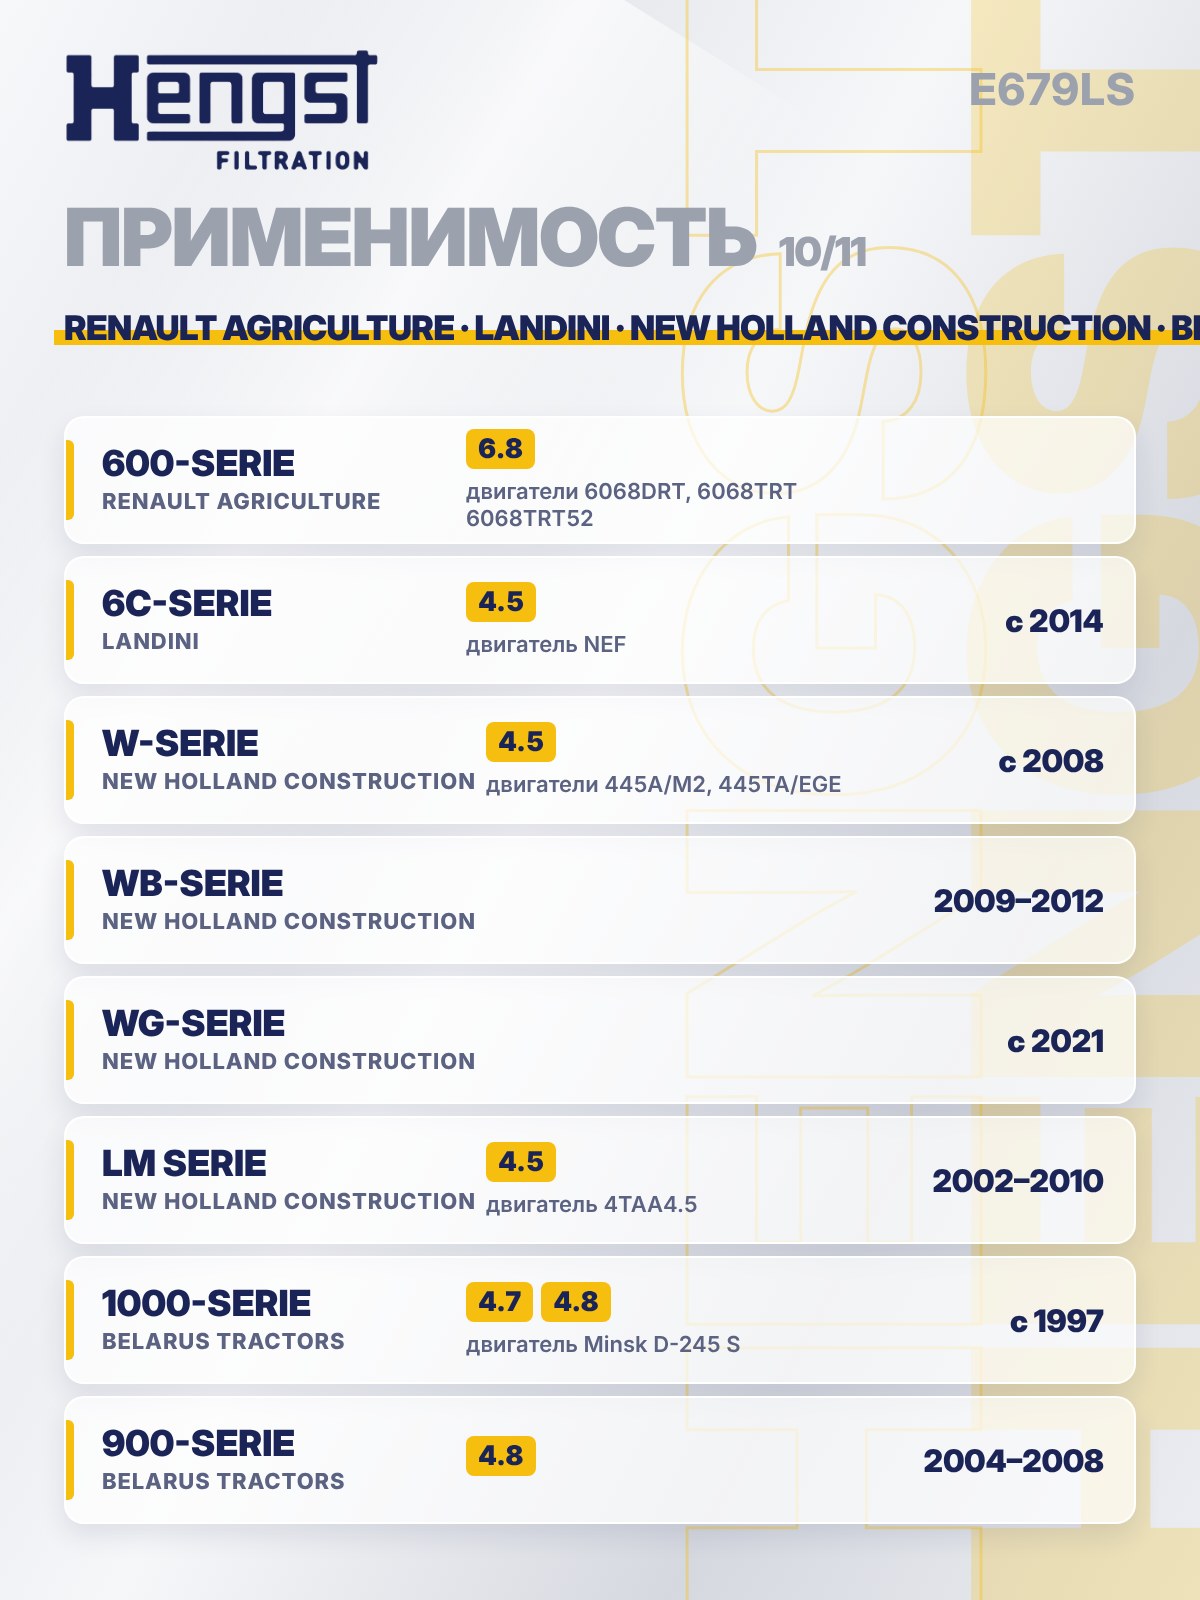 Hengst
FILTRATION
E679LS
ПРИМЕНИМОСТЬ 10/11
RENAULT AGRICULTURE · LANDINI · NEW HOLLAND CONSTRUCTION ·
600-SERIE
RENAULT AGRICULTURE
6.8
двигатели 6068DRT, 6068TRT
6068TRT52
6C-SERIE
LANDINI
4.5
двигатель NEF
с 2014
W-SERIE
NEW HOLLAND CONSTRUCTION
4.5
двигатели 445A/M2, 445TA/EGE
с 2008
WB-SERIE
NEW HOLLAND CONSTRUCTION
2009–2012
WG-SERIE
NEW HOLLAND CONSTRUCTION
с 2021
LM SERIE
NEW HOLLAND CONSTRUCTION
4.5
двигатель 4TAA4.5
2002–2010
1000-SERIE
BELARUS TRACTORS
4.7 4.8
двигатель Minsk D-245 S
с 1997
900-SERIE
BELARUS TRACTORS
4.8
2004–2008
HENGST
HENGST